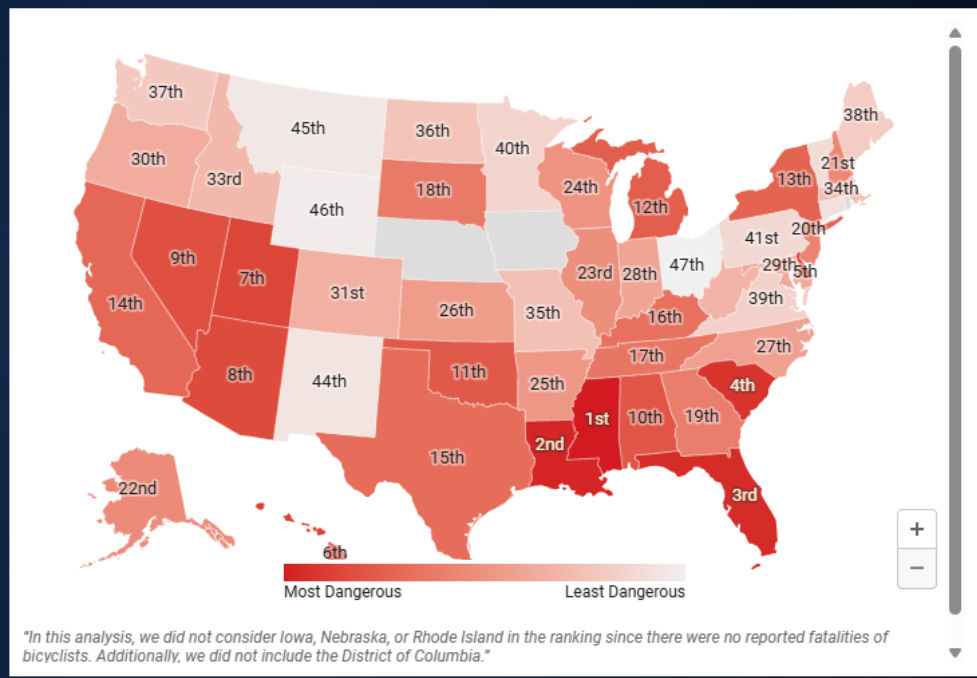 37th
38th
45th
36th
40th
30th
21st
33rd
13th
34th
24th
18th
12th
46th
20th
41st
47th
9th
29th
5th
7th
23rd
28th
31st
39th
14th
26th
35th
16th
27th
17th
11th
8th
44th
25th
4th
1st
10th
19th
2nd
15th
22nd
3rd
+
6th
−
Most Dangerous
Least Dangerous
“In this analysis, we did not consider Iowa, Nebraska, or Rhode Island in the ranking since there were no reported fatalities of
bicyclists. Additionally, we did not include the District of Columbia.”